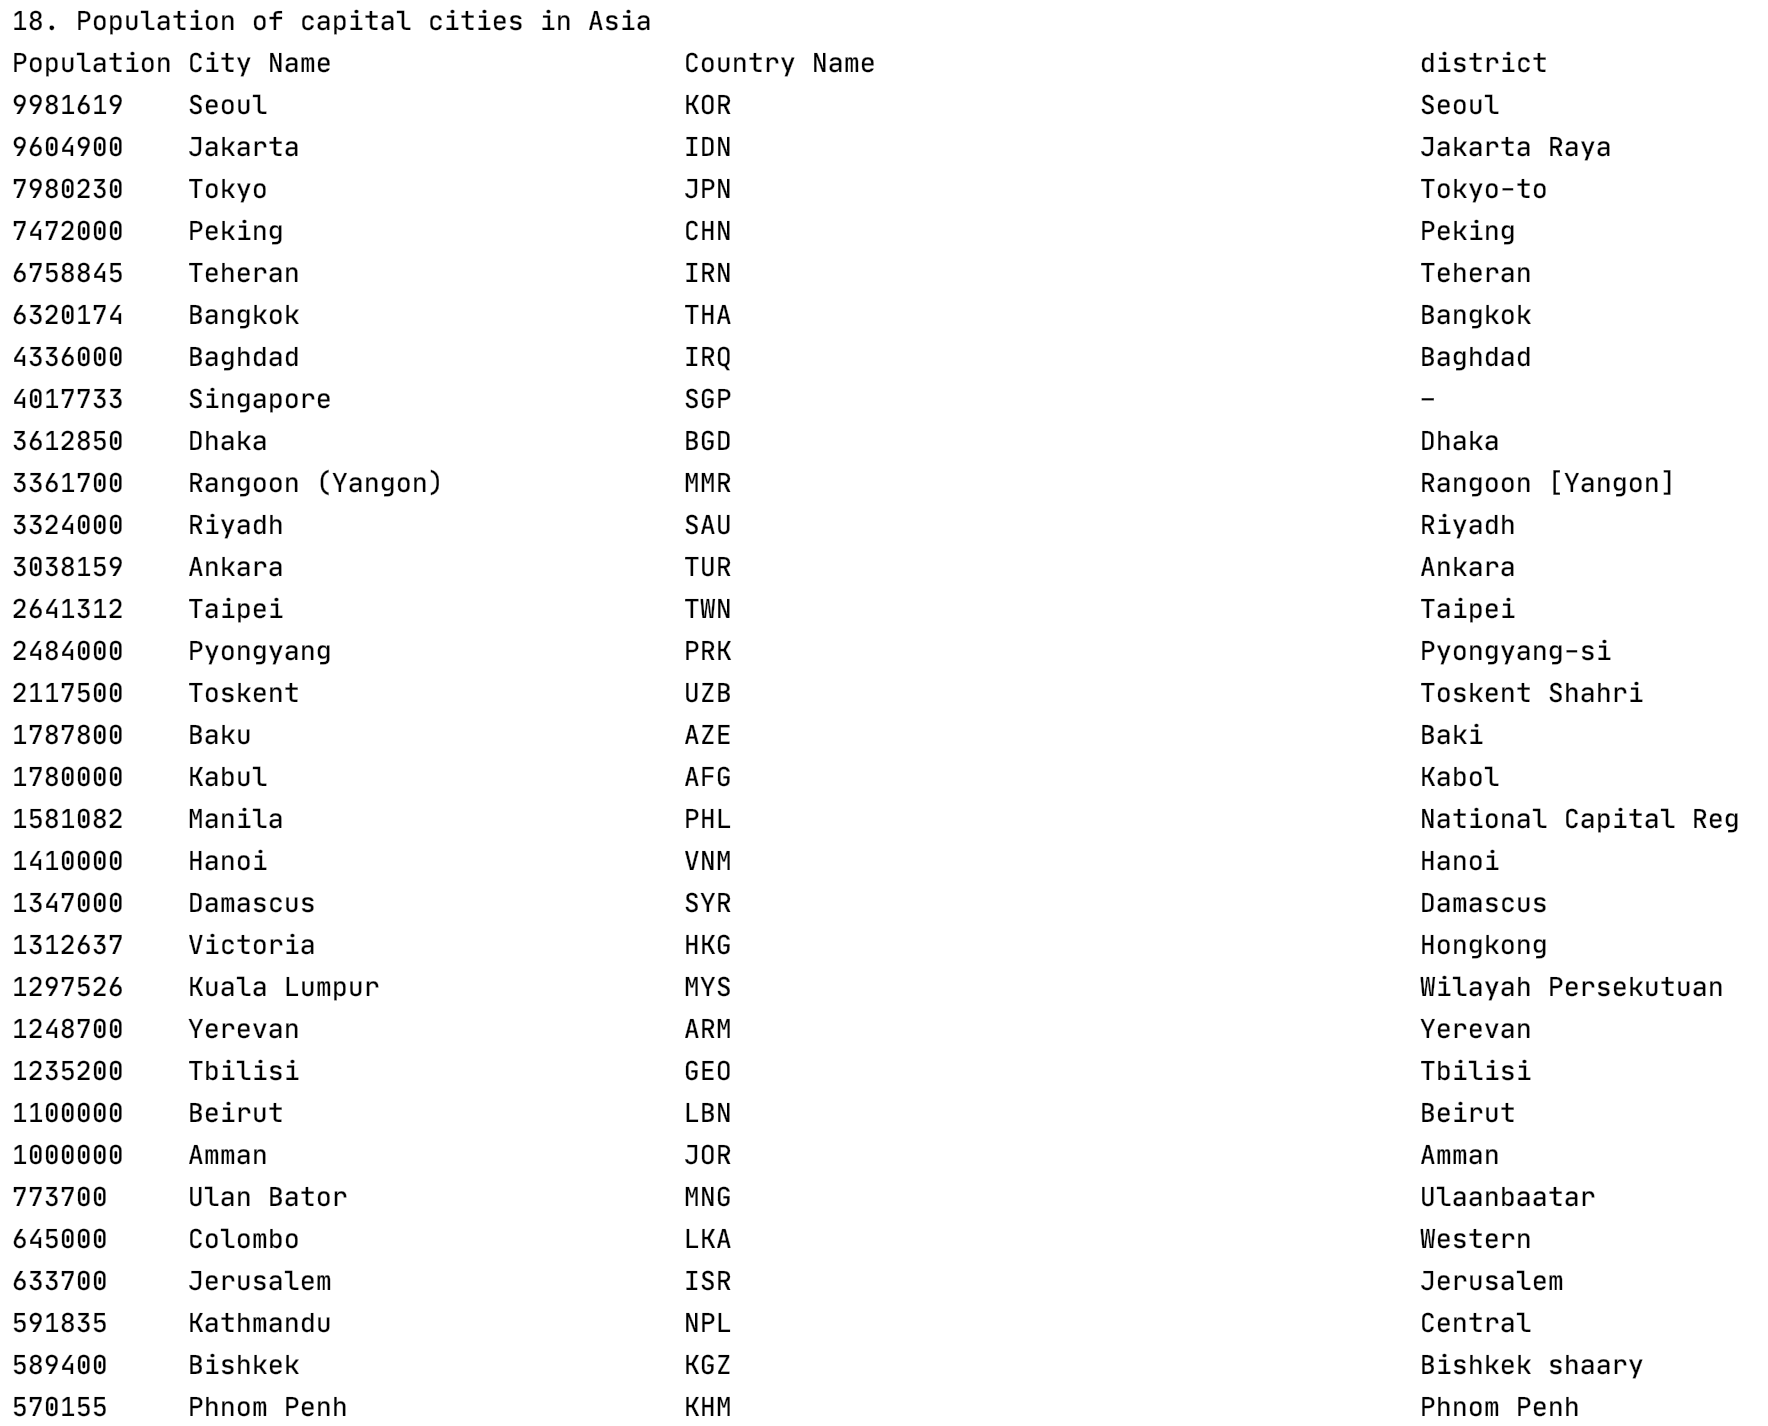 18. Population of capital cities in Asia
Population City Name Country Name district
9981619 Seoul KOR Seoul
9604900 Jakarta IDN Jakarta Raya
7980230 Tokyo JPN Tokyo-to
7472000 Peking CHN Peking
6758845 Teheran IRN Teheran
6320174 Bangkok THA Bangkok
4336000 Baghdad IRQ Baghdad
4017733 Singapore SGP –
3612850 Dhaka BGD Dhaka
3361700 Rangoon (Yangon) MMR Rangoon [Yangon]
3324000 Riyadh SAU Riyadh
3038159 Ankara TUR Ankara
2641312 Taipei TWN Taipei
2484000 Pyongyang PRK Pyongyang-si
2117500 Toskent UZB Toskent Shahri
1787800 Baku AZE Baki
1780000 Kabul AFG Kabol
1581082 Manila PHL National Capital Reg
1410000 Hanoi VNM Hanoi
1347000 Damascus SYR Damascus
1312637 Victoria HKG Hongkong
1297526 Kuala Lumpur MYS Wilayah Persekutuan
1248700 Yerevan ARM Yerevan
1235200 Tbilisi GEO Tbilisi
1100000 Beirut LBN Beirut
1000000 Amman JOR Amman
773700 Ulan Bator MNG Ulaanbaatar
645000 Colombo LKA Western
633700 Jerusalem ISR Jerusalem
591835 Kathmandu NPL Central
589400 Bishkek KGZ Bishkek shaary
570155 Phnom Penh KHM Phnom Penh